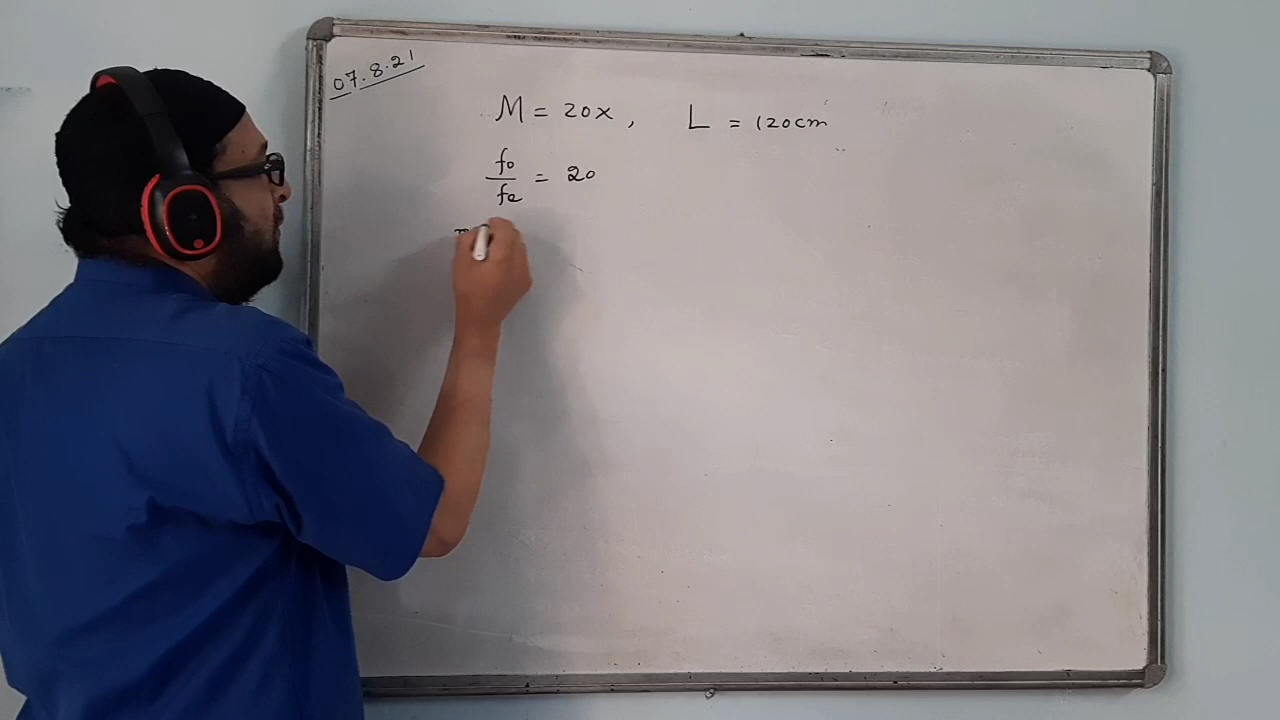 07.8.21
M = 20x, L = 120cm
fo/fe = 20